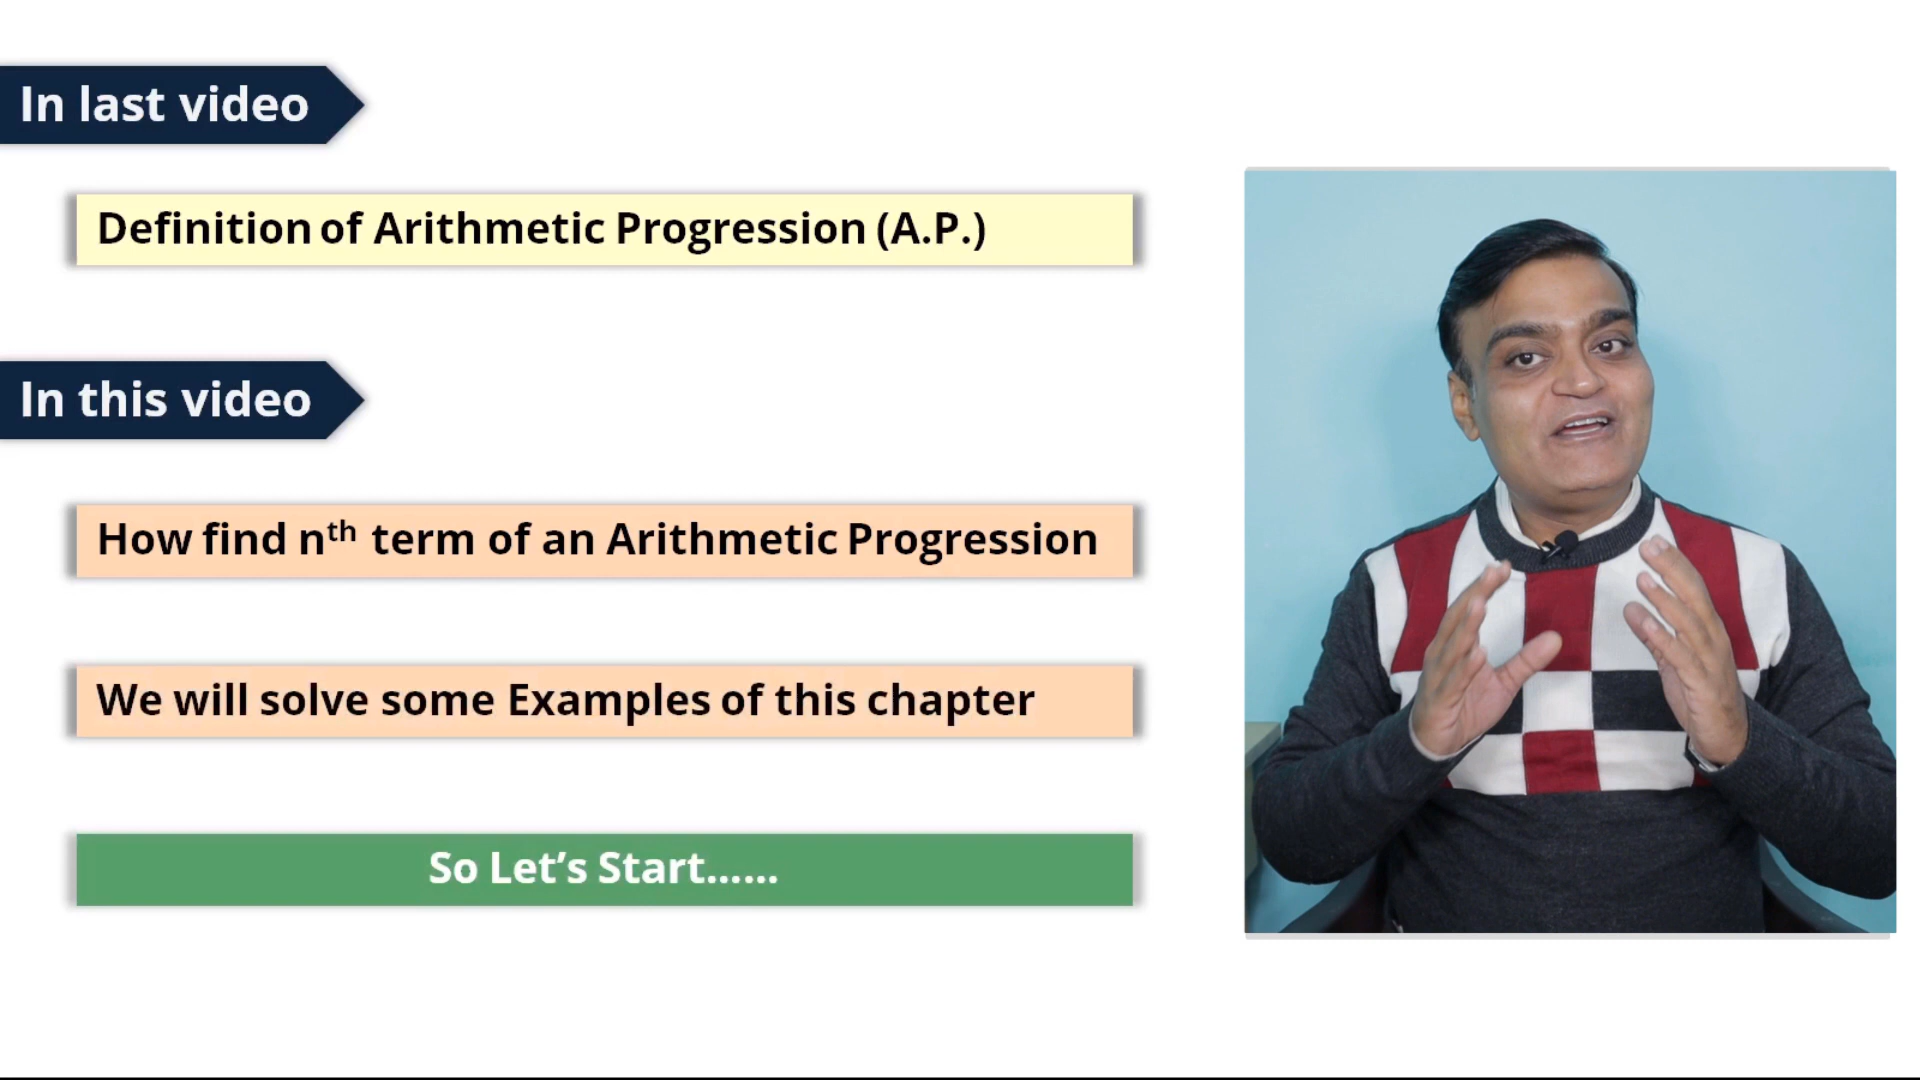 In last video
Definition of Arithmetic Progression (A.P.)
In this video
How find nth term of an Arithmetic Progression
We will solve some Examples of this chapter
So Let’s Start......